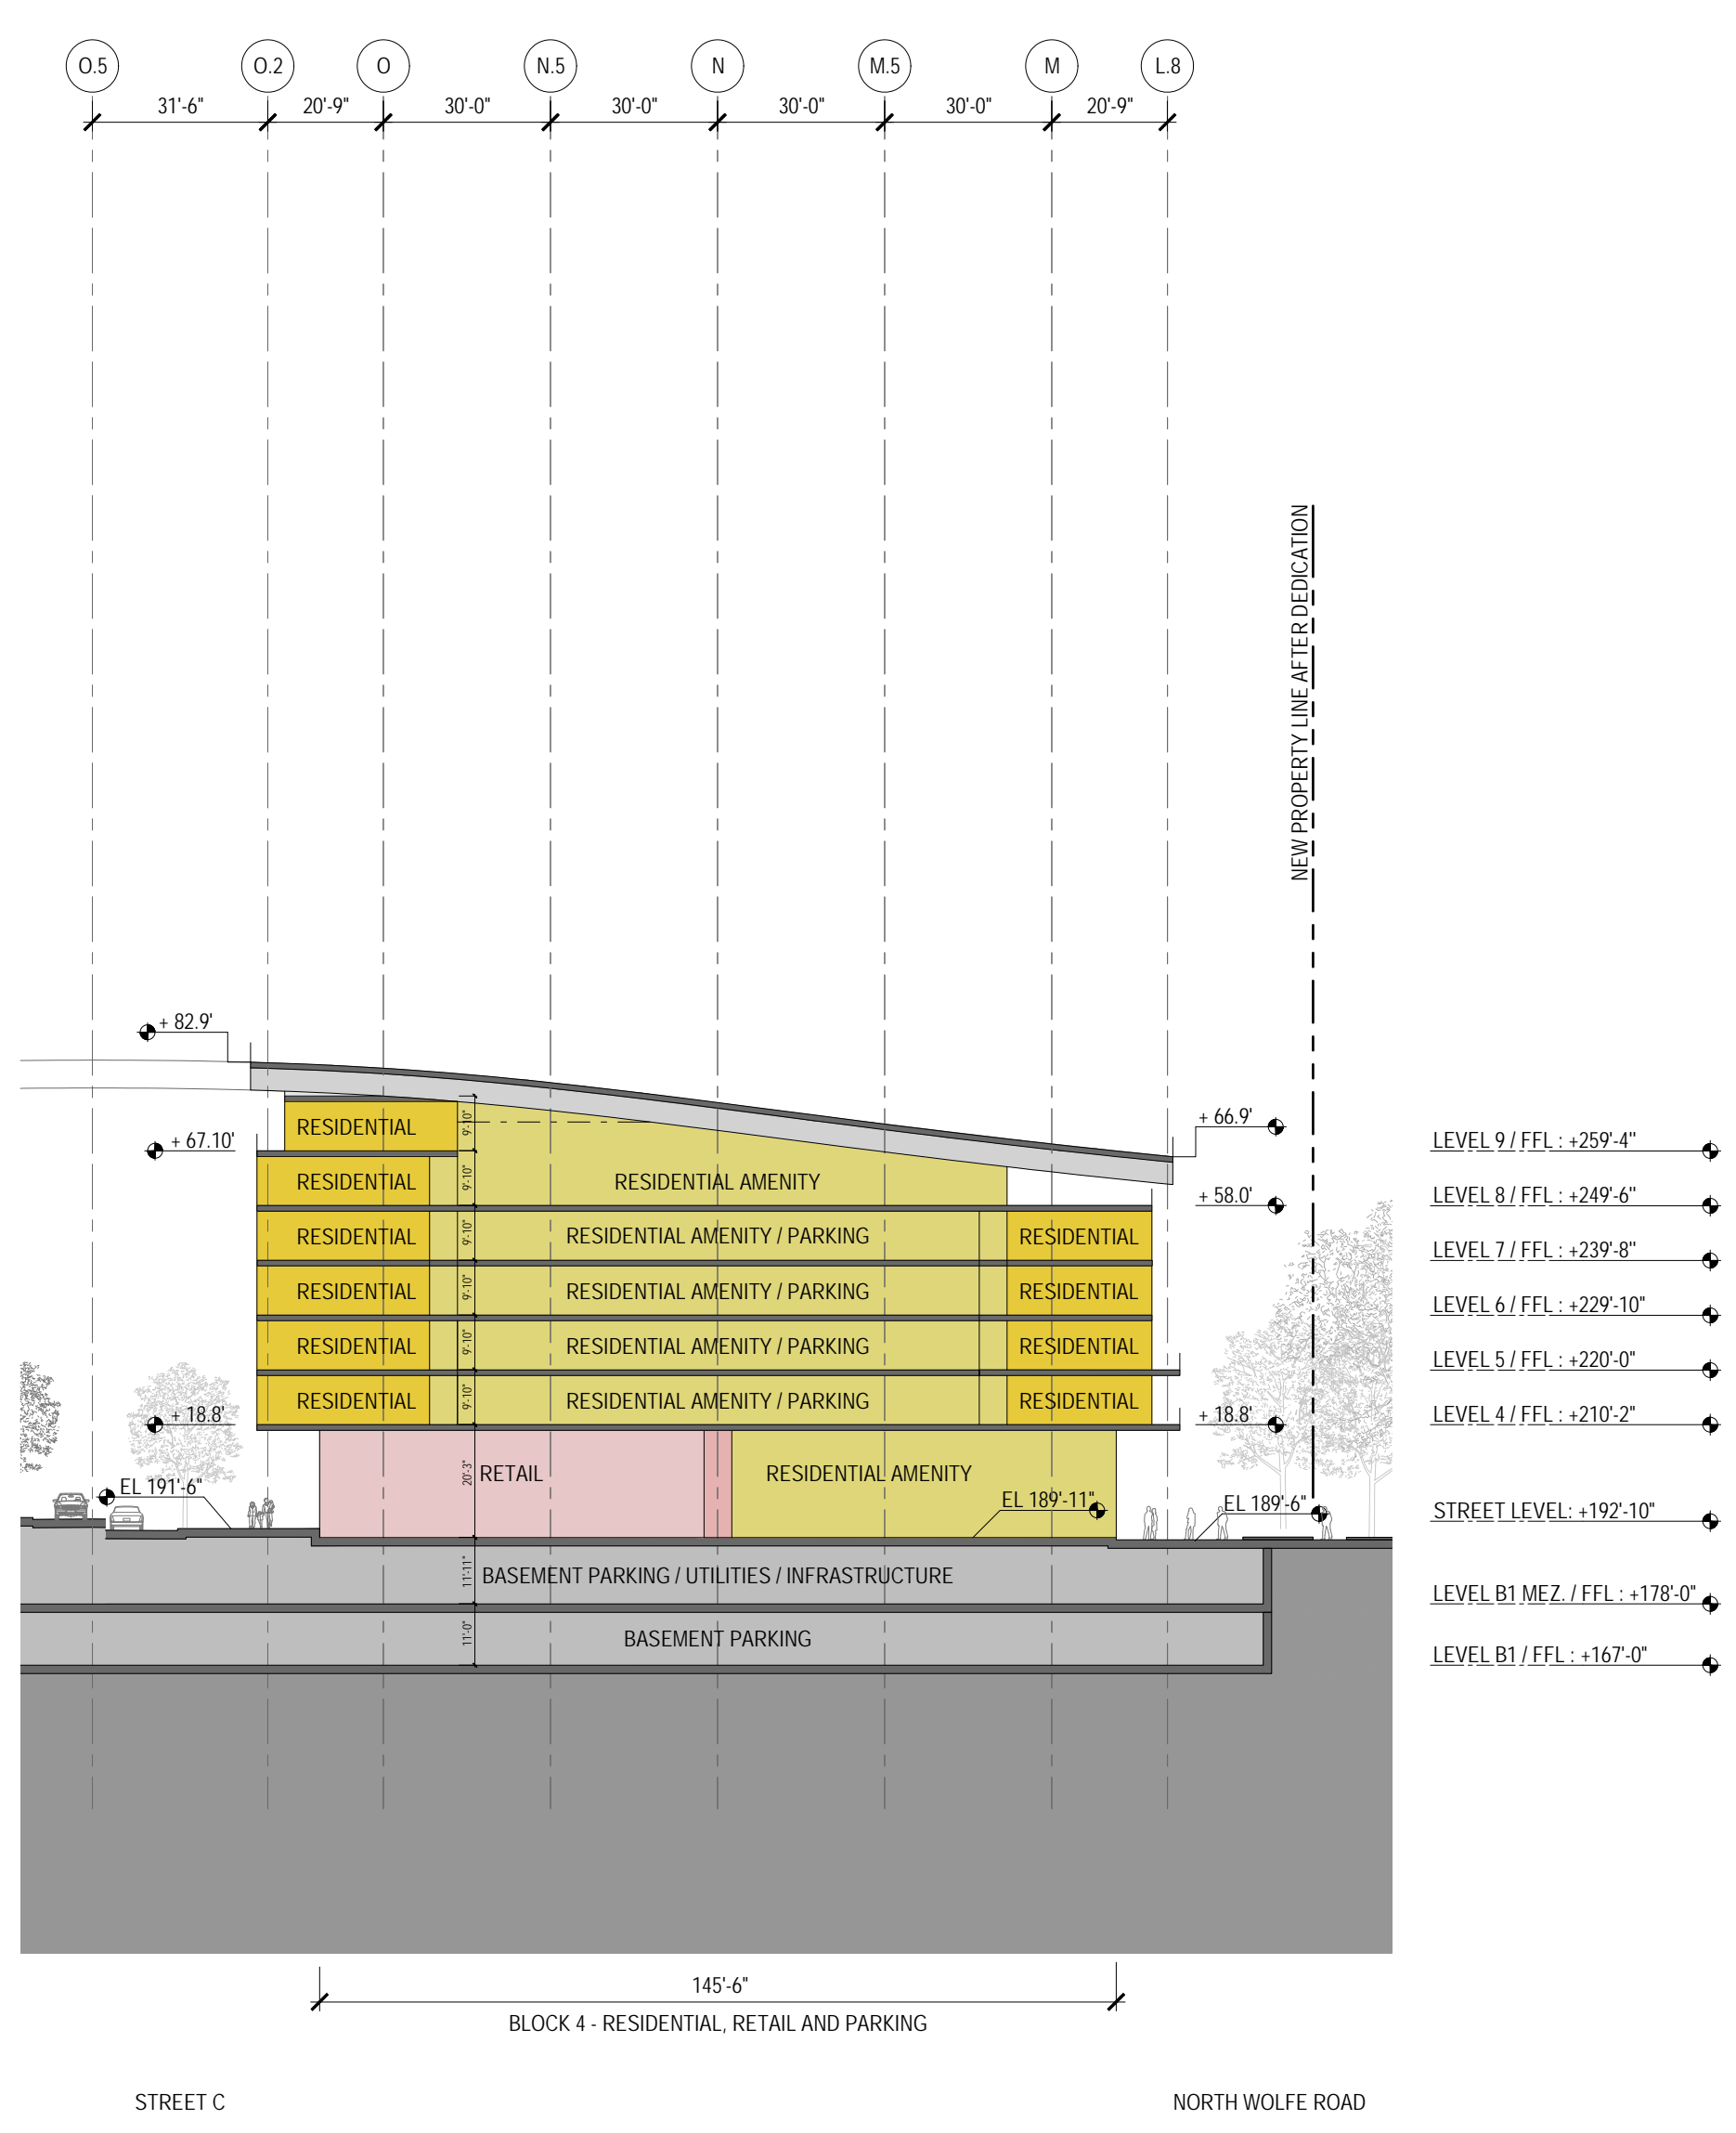 O.5 O.2 O N.5 N M.5 M L.8
31'-6" 20'-9" 30'-0" 30'-0" 30'-0" 30'-0" 20'-9"
NEW PROPERTY LINE AFTER DEDICATION
+ 82.9'
+ 67.10'
+ 18.8'
EL 191'-6"
RESIDENTIAL 9'-10"
RESIDENTIAL 9'-10" RESIDENTIAL AMENITY
RESIDENTIAL 9'-10" RESIDENTIAL AMENITY / PARKING RESIDENTIAL
RESIDENTIAL 9'-10" RESIDENTIAL AMENITY / PARKING RESIDENTIAL
RESIDENTIAL 9'-10" RESIDENTIAL AMENITY / PARKING RESIDENTIAL
RESIDENTIAL 9'-10" RESIDENTIAL AMENITY / PARKING RESIDENTIAL
20'-3" RETAIL RESIDENTIAL AMENITY
EL 189'-11"
11'-11" BASEMENT PARKING / UTILITIES / INFRASTRUCTURE
11'-0" BASEMENT PARKING
+ 66.9'
+ 58.0'
+ 18.8'
EL 189'-6"
LEVEL 9 / FFL : +259'-4"
LEVEL 8 / FFL : +249'-6"
LEVEL 7 / FFL : +239'-8"
LEVEL 6 / FFL : +229'-10"
LEVEL 5 / FFL : +220'-0"
LEVEL 4 / FFL : +210'-2"
STREET LEVEL: +192'-10"
LEVEL B1 MEZ. / FFL : +178'-0"
LEVEL B1 / FFL : +167'-0"
145'-6"
BLOCK 4 - RESIDENTIAL, RETAIL AND PARKING
STREET C
NORTH WOLFE ROAD